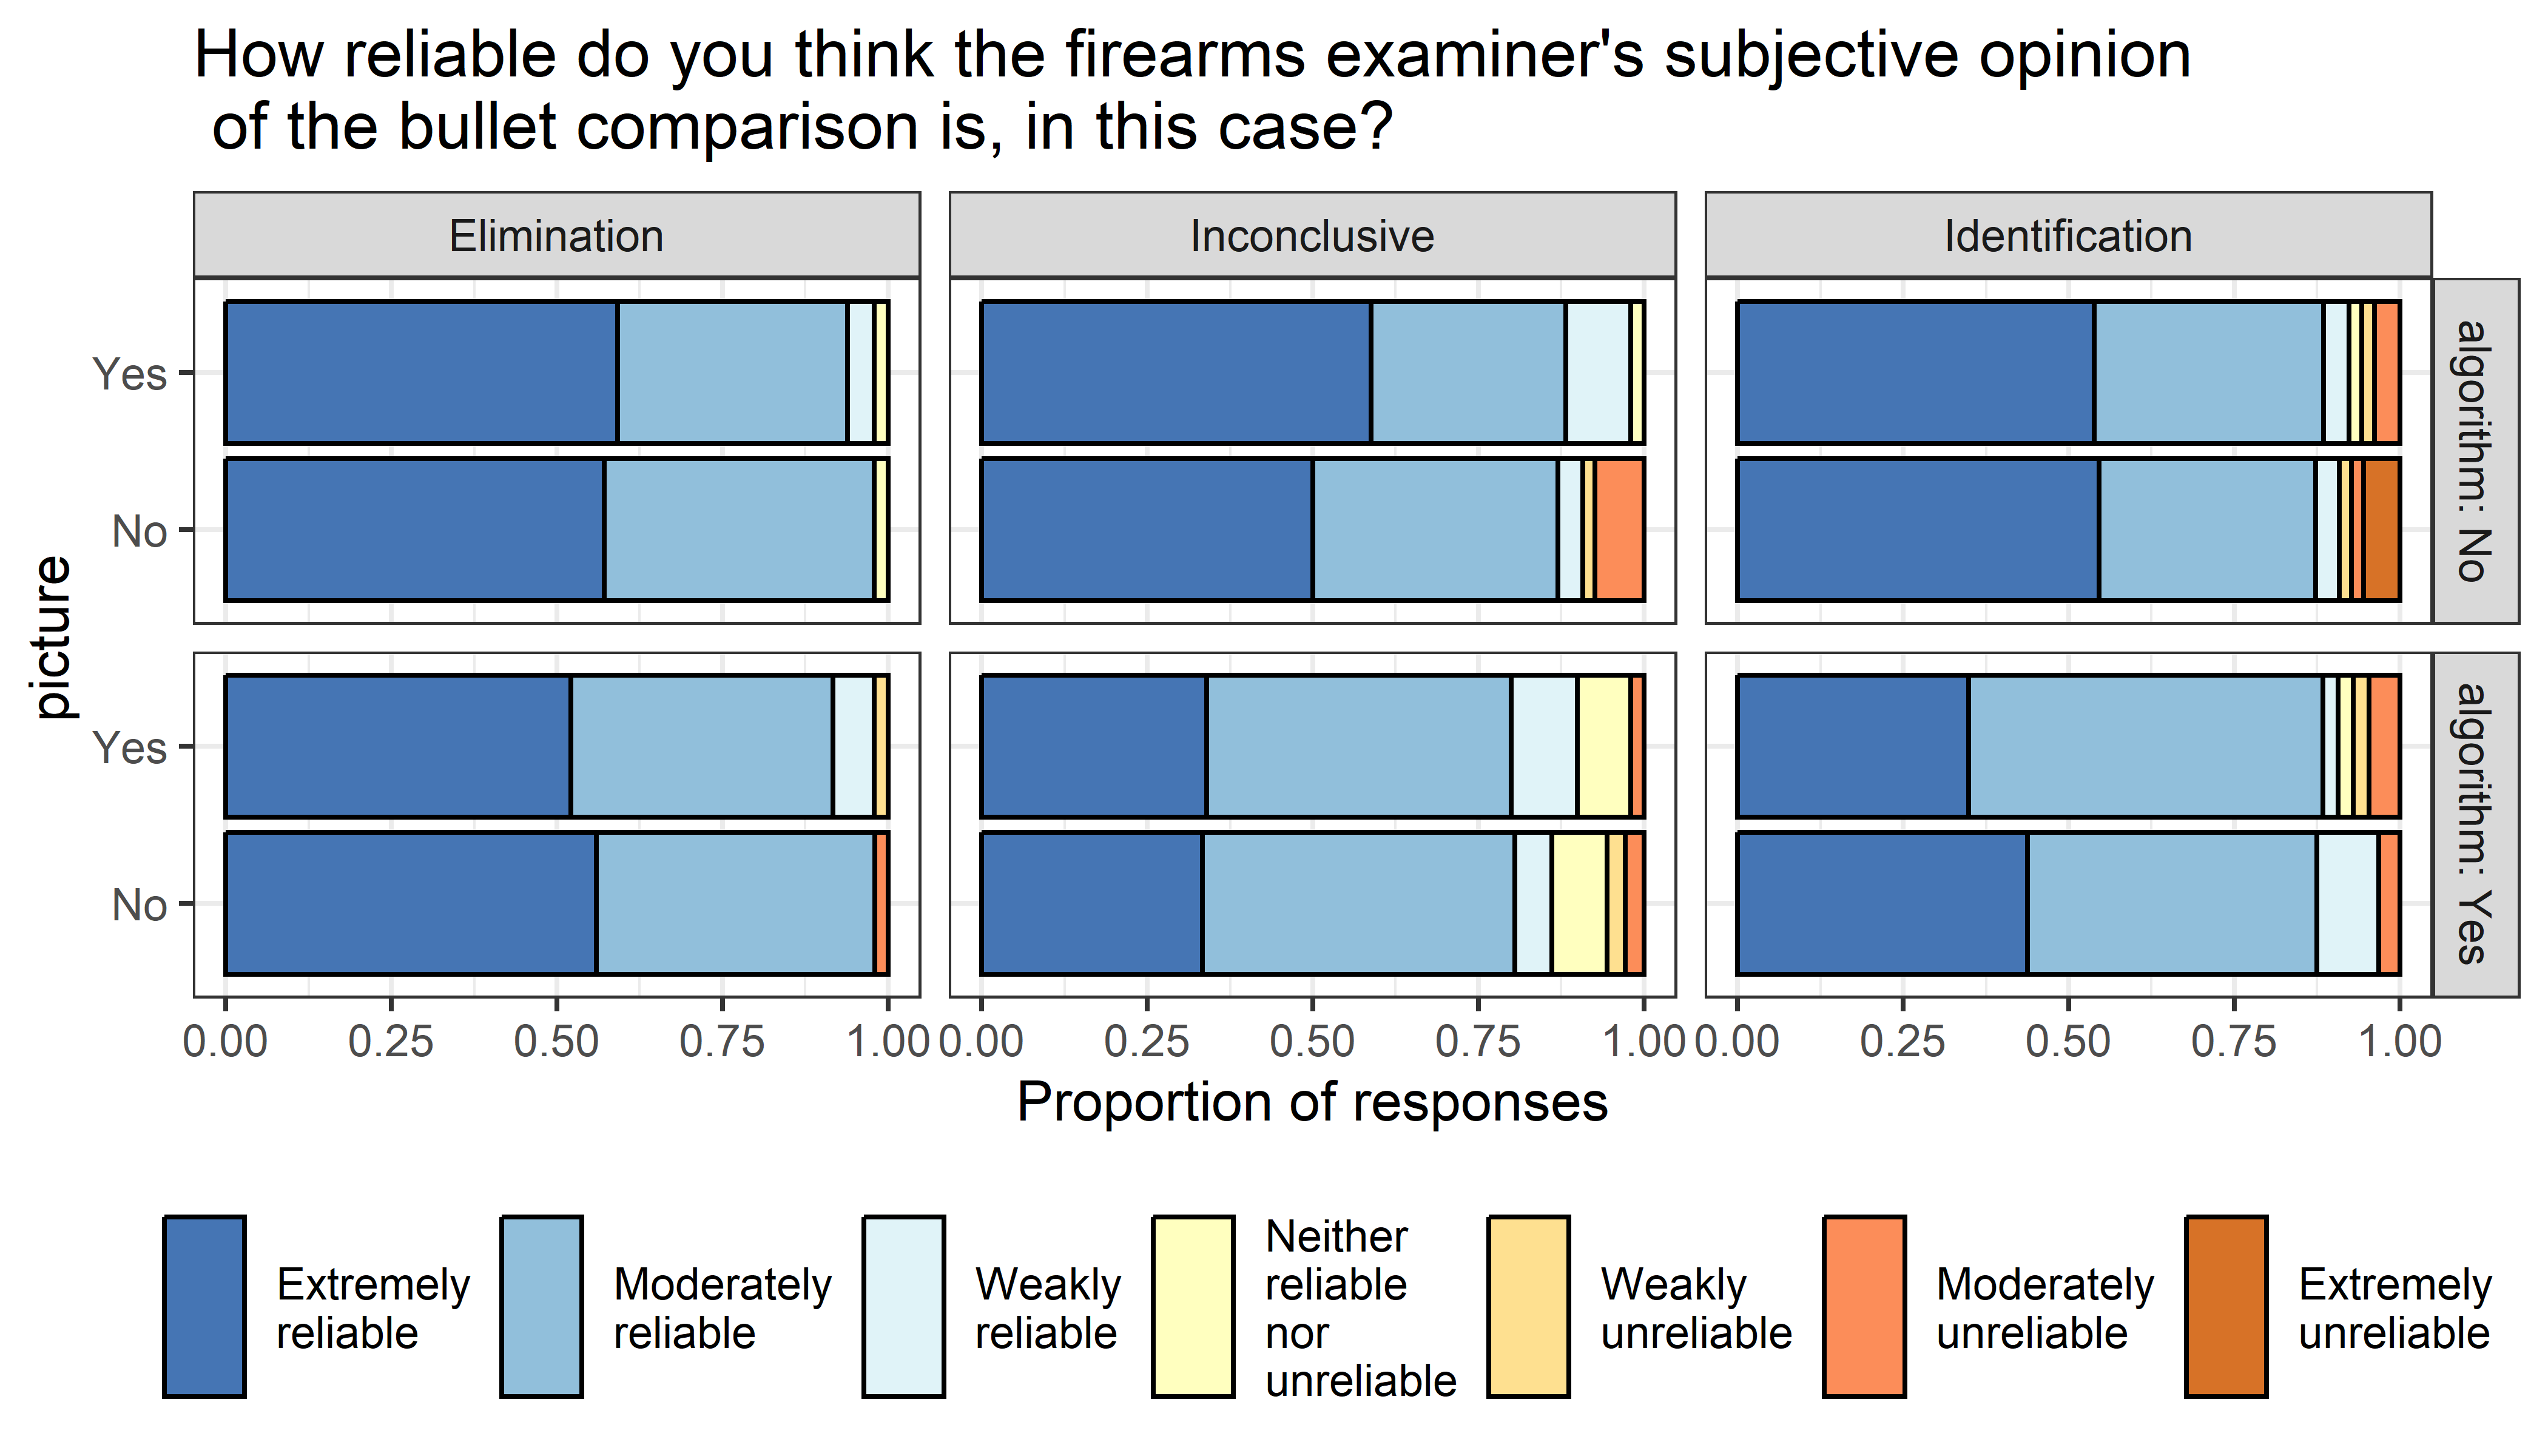 How reliable do you think the firearms examiner's subjective opinion
of the bullet comparison is, in this case?
Elimination
Inconclusive
Identification
picture
Yes
No
algorithm: No
Yes
No
algorithm: Yes
0.00 0.25 0.50 0.75 1.00 0.00 0.25 0.50 0.75 1.00 0.00 0.25 0.50 0.75 1.00
Proportion of responses
Extremely
reliable
Moderately
reliable
Weakly
reliable
Neither
reliable
nor
unreliable
Weakly
unreliable
Moderately
unreliable
Extremely
unreliable